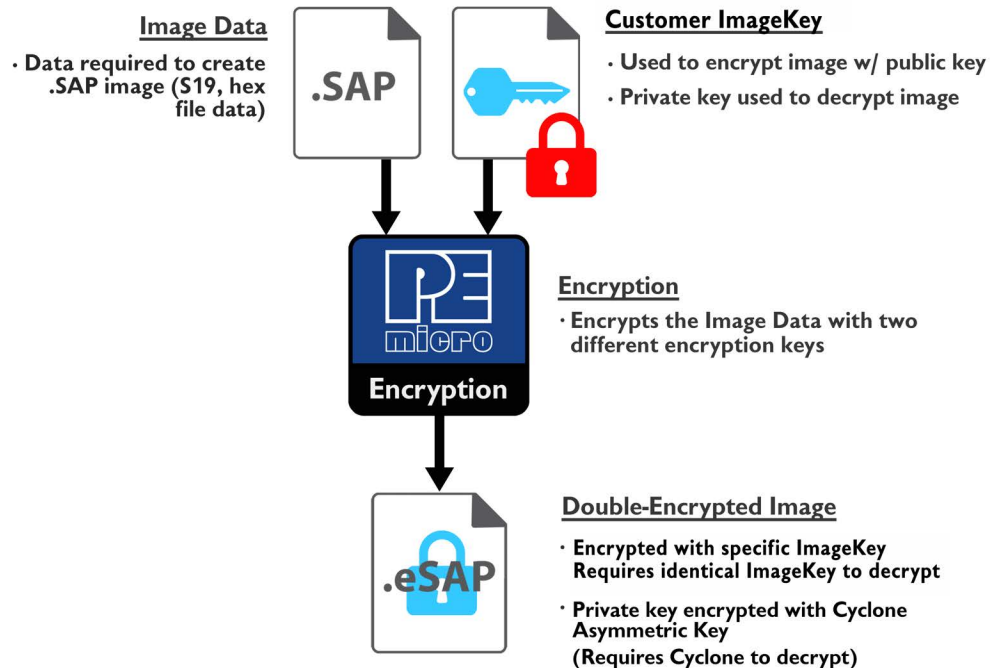 Image Data
· Data required to create
.SAP image (S19, hex
file data)
.SAP
Customer ImageKey
· Used to encrypt image w/ public key
· Private key used to decrypt image
PE
micro
Encryption
Encryption
· Encrypts the Image Data with two
different encryption keys
.eSAP
Double-Encrypted Image
· Encrypted with specific ImageKey
Requires identical ImageKey to decrypt
· Private key encrypted with Cyclone
Asymmetric Key
(Requires Cyclone to decrypt)